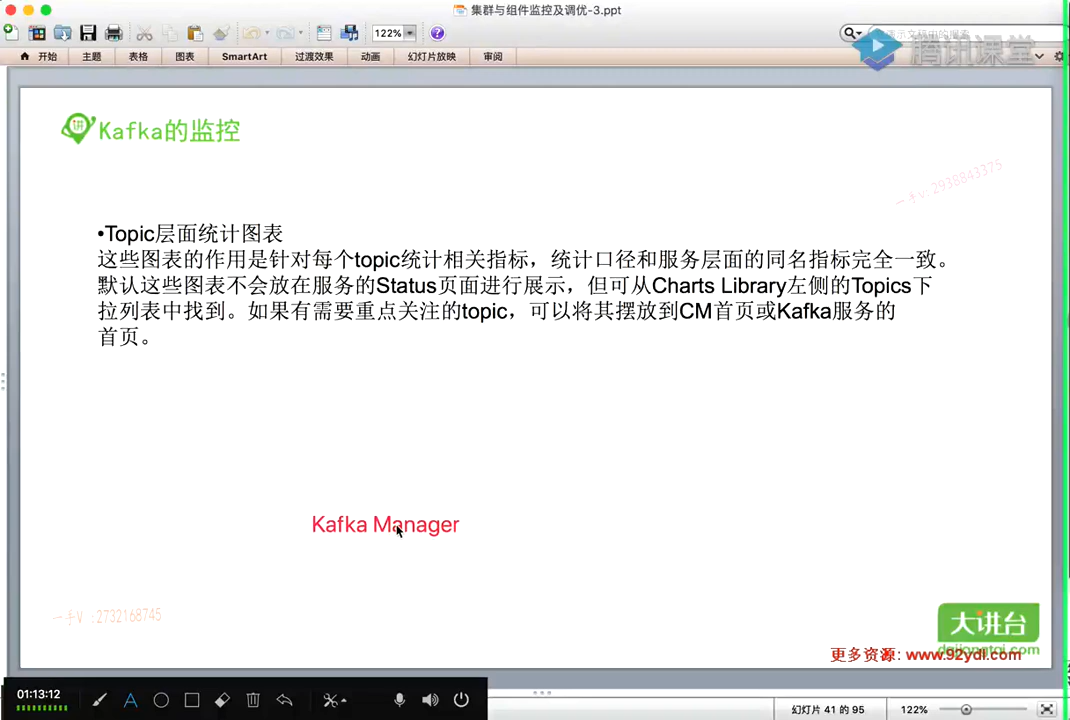 集群与组件监控及调优-3.ppt
122%
腾讯课堂
开始 主题 表格 图表 SmartArt 过渡效果 动画 幻灯片放映 审阅
讲
Kafka的监控
一手v:2938843375
•Topic层面统计图表
这些图表的作用是针对每个topic统计相关指标，统计口径和服务层面的同名指标完全一致。
默认这些图表不会放在服务的Status页面进行展示，但可从Charts Library左侧的Topics下
拉列表中找到。如果有需要重点关注的topic，可以将其摆放到CM首页或Kafka服务的
首页。
Kafka Manager
一手V :2732168745
大讲台
dajiangtai.com
更多资源: www.92ydl.com
01:13:12
幻灯片 41 的 95 122%